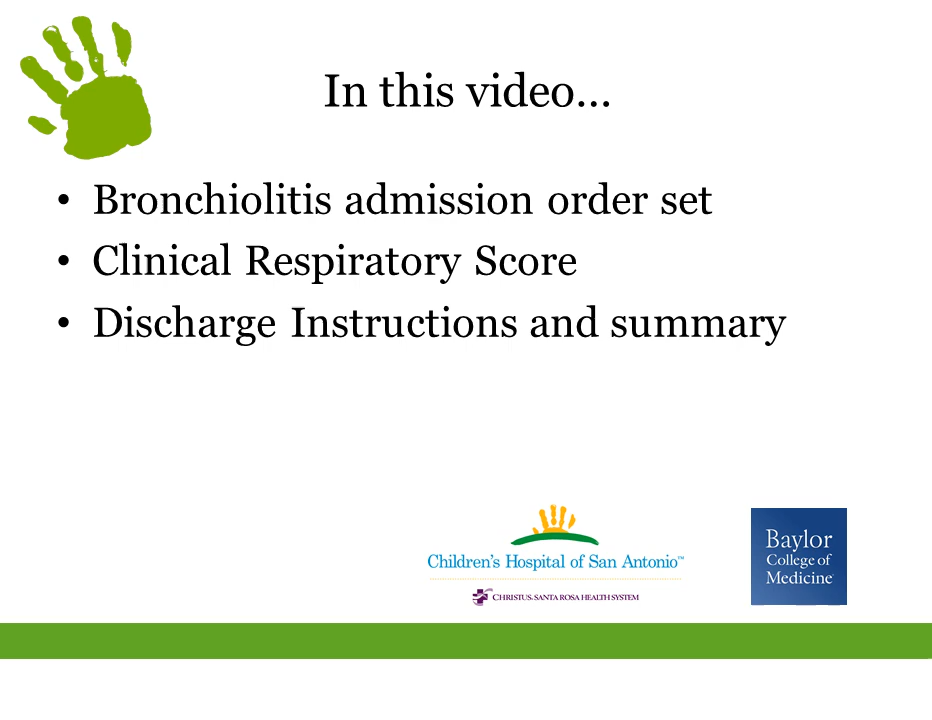 In this video...
• Bronchiolitis admission order set
• Clinical Respiratory Score
• Discharge Instructions and summary
Children's Hospital of San Antonio™
CHRISTUS SANTA ROSA HEALTH SYSTEM
Baylor
College of
Medicine